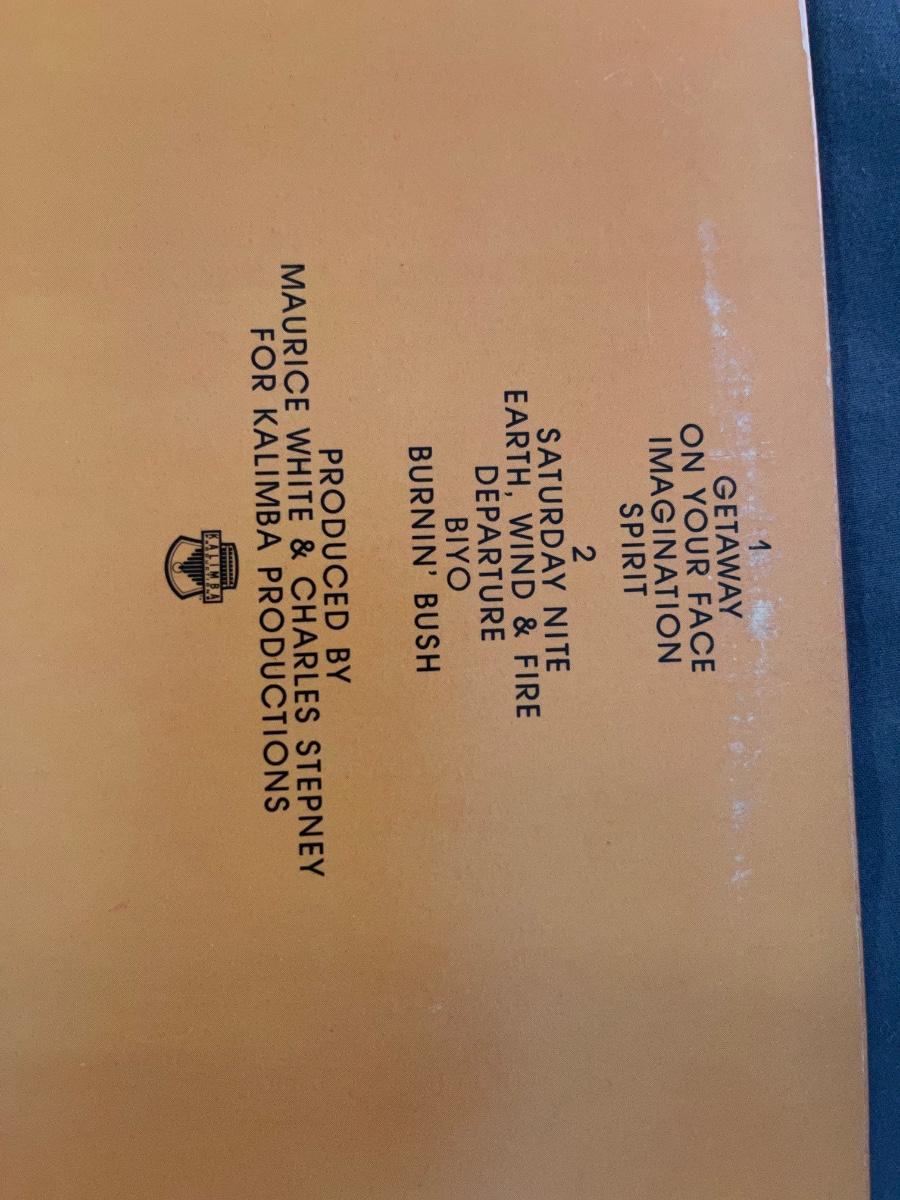 1
GETAWAY
ON YOUR FACE
IMAGINATION
SPIRIT
2
SATURDAY NITE
EARTH, WIND & FIRE
DEPARTURE
BIYO
BURNIN' BUSH
PRODUCED BY
MAURICE WHITE & CHARLES STEPNEY
FOR KALIMBA PRODUCTIONS
KALIMBA